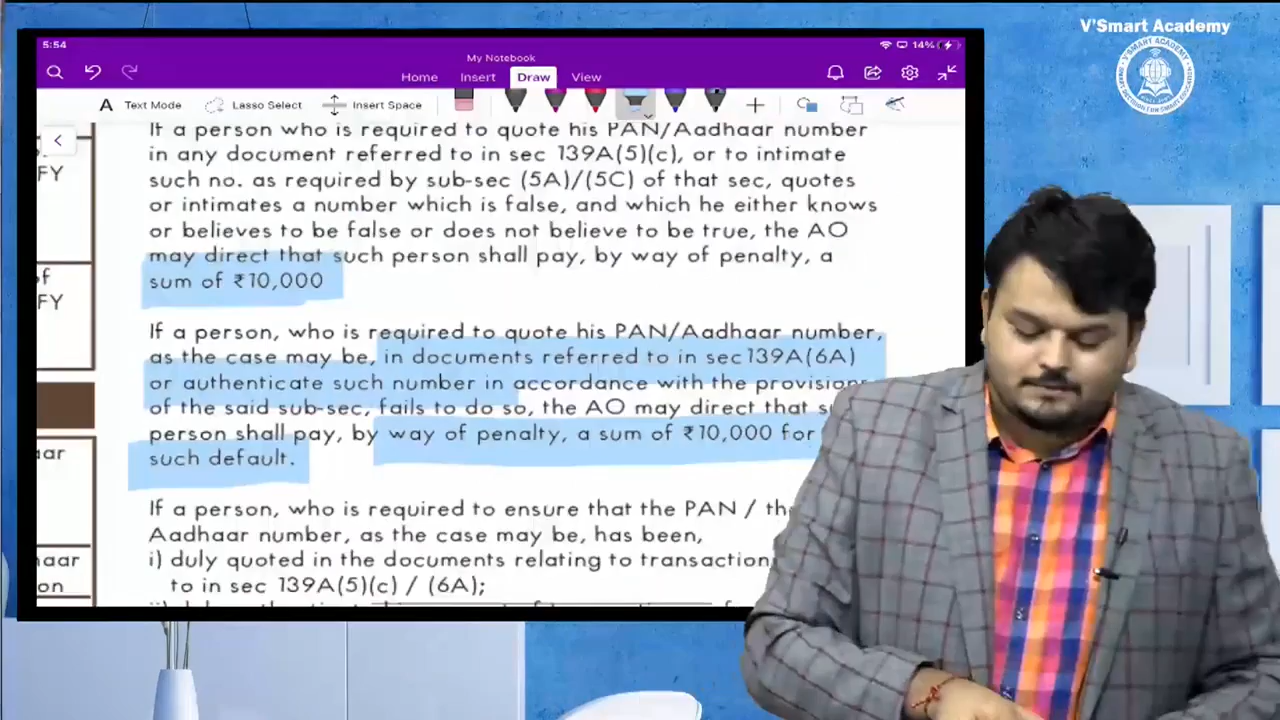 V'Smart Academy
5:54
14%
My Notebook
Home Insert Draw View
Text Mode Lasso Select Insert Space
If a person who is required to quote his PAN/Aadhaar number
in any document referred to in sec 139A(5)(c), or to intimate
such no. as required by sub-sec (5A)/(5C) of that sec, quotes
or intimates a number which is false, and which he either knows
or believes to be false or does not believe to be true, the AO
may direct that such person shall pay, by way of penalty, a
sum of ₹10,000
If a person, who is required to quote his PAN/Aadhaar number,
as the case may be, in documents referred to in sec139A(6A)
or authenticate such number in accordance with the provisions
of the said sub-sec, fails to do so, the AO may direct that
person shall pay, by way of penalty, a sum of ₹10,000 for
such default.
If a person, who is required to ensure that the PAN /
Aadhaar number, as the case may be, has been,
i) duly quoted in the documents relating to transaction
to in sec 139A(5)(c) / (6A);
FY
FY